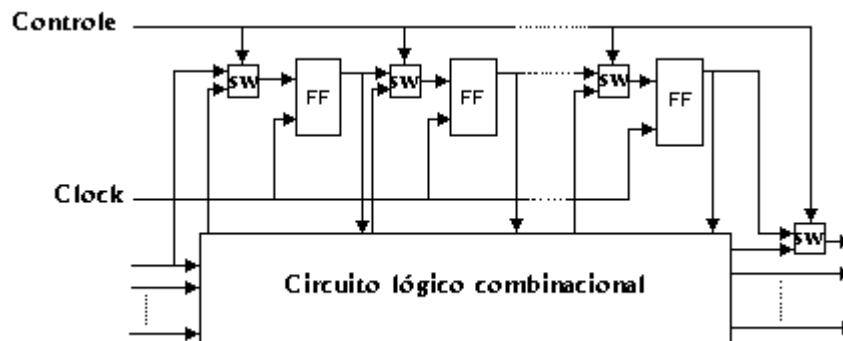 Controle
sw
FF
sw
FF
sw
FF
Clock
sw
Circuito lógico combinacional